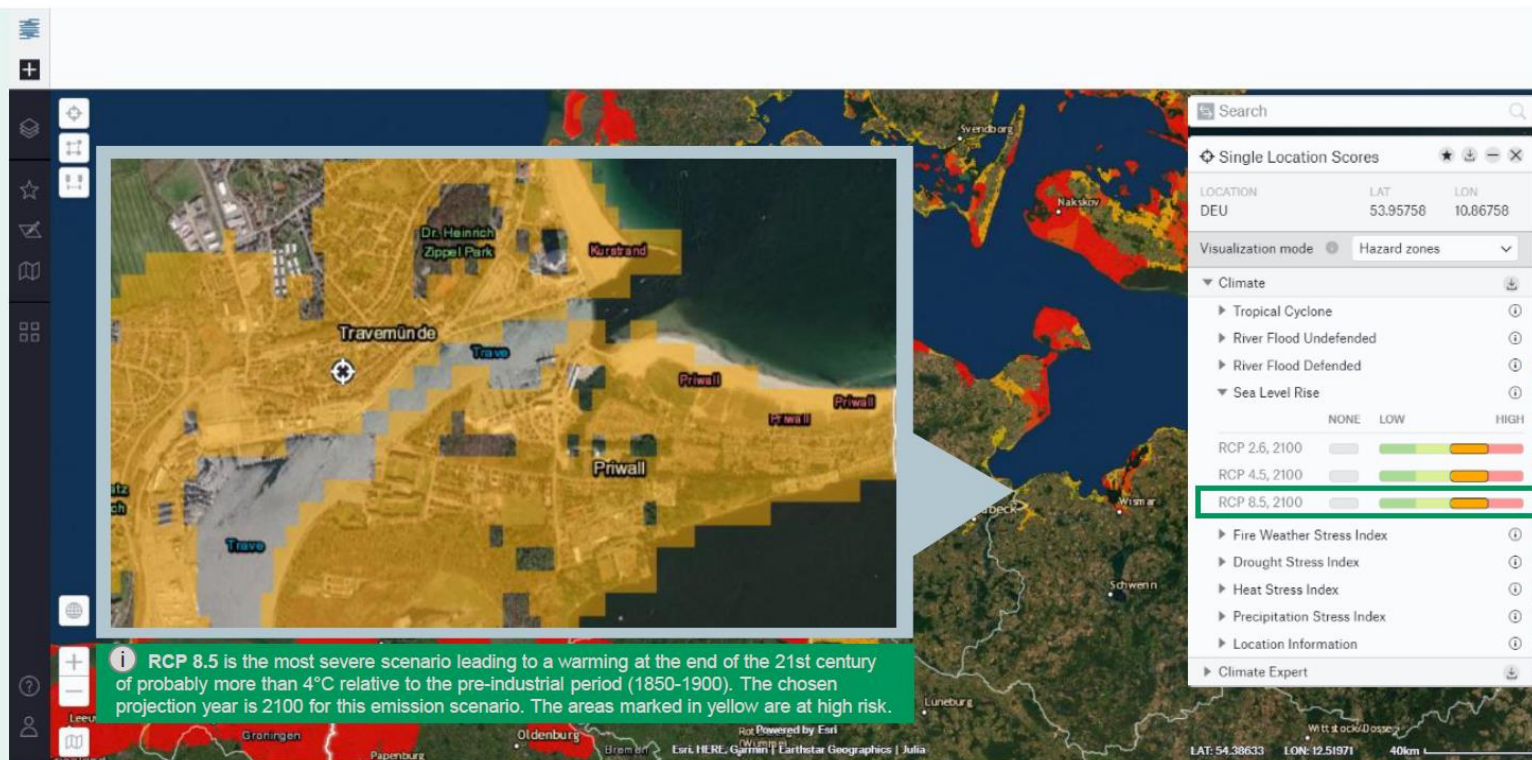 Search
Single Location Scores
LOCATION LAT LON
DEU 53.95758 10.86758
Visualization mode Hazard zones
Climate
Tropical Cyclone
River Flood Undefended
River Flood Defended
Sea Level Rise
NONE LOW HIGH
RCP 2.6, 2100
RCP 4.5, 2100
RCP 8.5, 2100
Fire Weather Stress Index
Drought Stress Index
Heat Stress Index
Precipitation Stress Index
Location Information
Climate Expert
Svendborg
Nakskov
Wismar
Schwerin
Dr. Heinrich
Zippel Park
Kurstrand
Travemünde
Trave
Priwall
Priwall
Priwall
Priwall
Trave
RCP 8.5 is the most severe scenario leading to a warming at the end of the 21st century
of probably more than 4°C relative to the pre-industrial period (1850-1900). The chosen
projection year is 2100 for this emission scenario. The areas marked in yellow are at high risk.
Groningen
Papenburg
Oldenburg
Bremen
Lüneburg
Powered by Esri
Esri, HERE, Garmin | Earthstar Geographics | Julia
Wittstock/Dosse
LAT: 54.38633 LON: 12.51971 40km